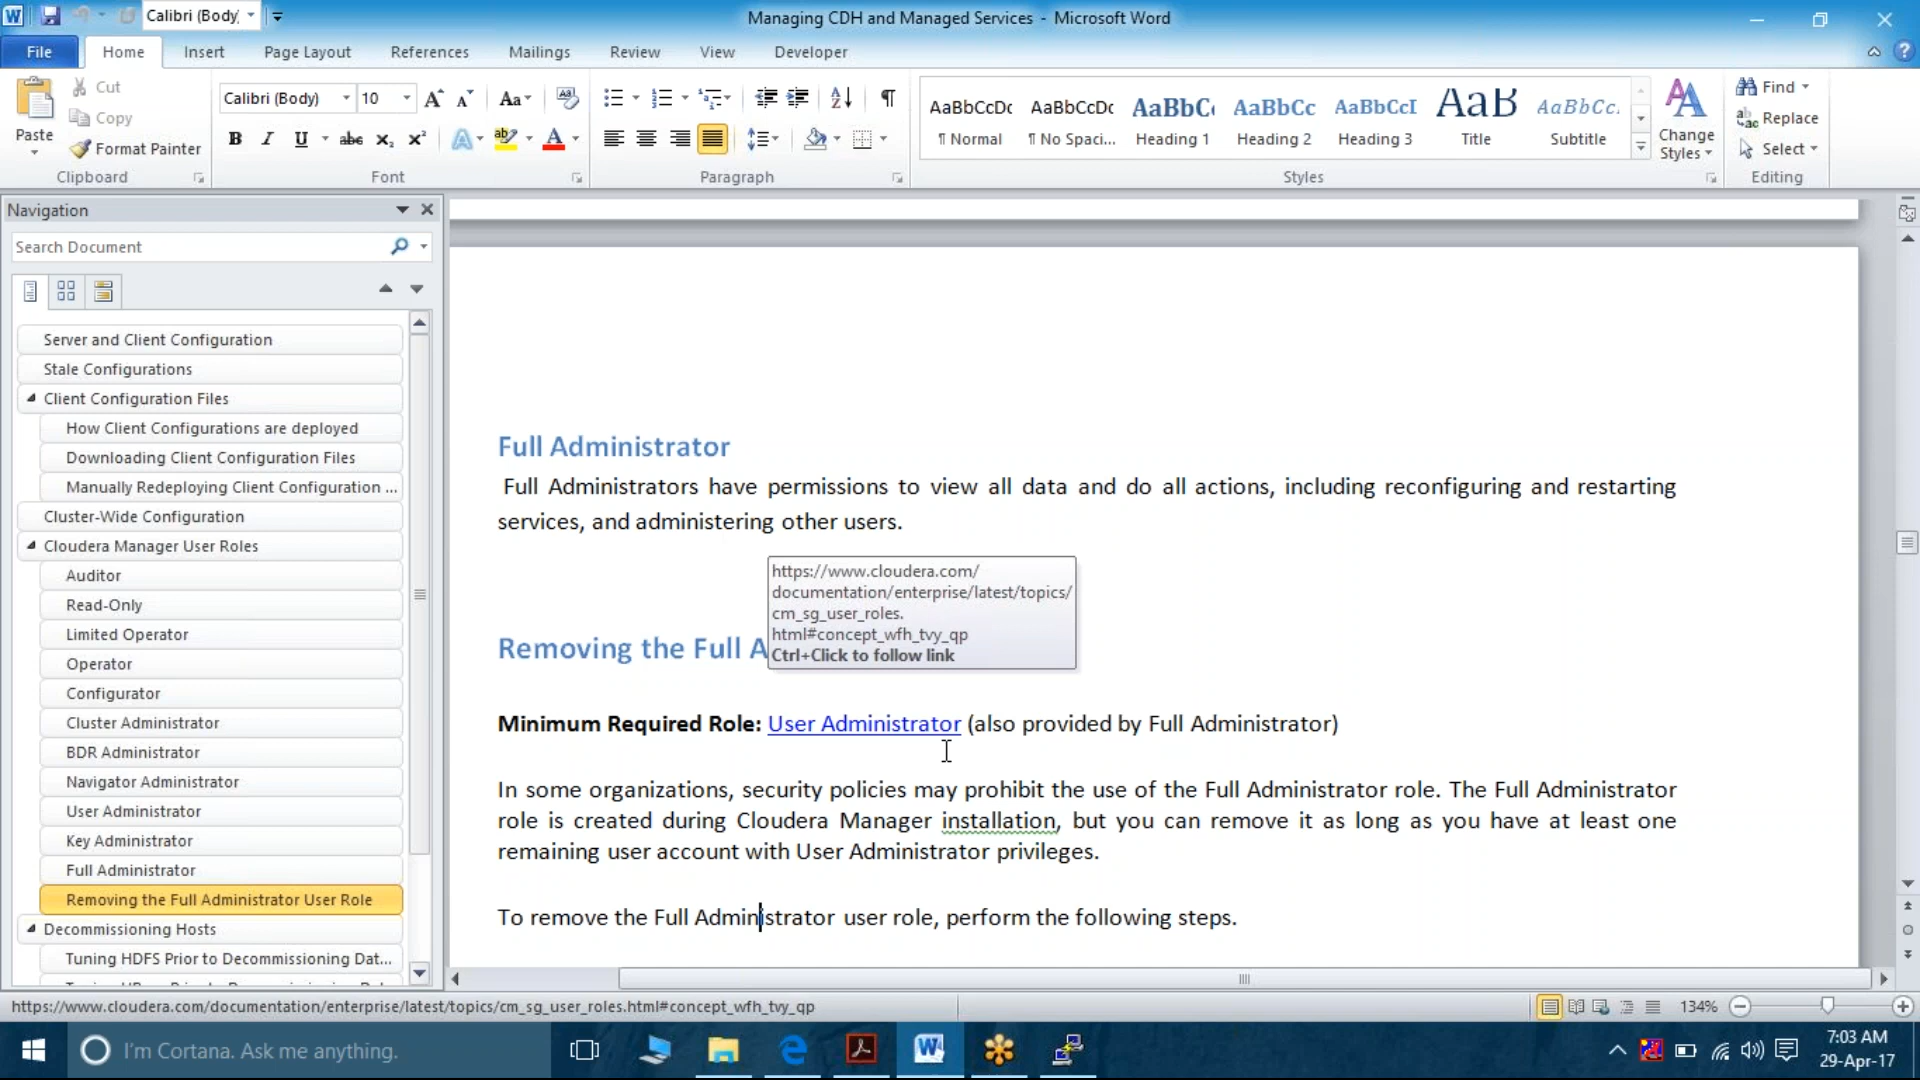 Calibri (Body)
Managing CDH and Managed Services - Microsoft Word
File Home Insert Page Layout References Mailings Review View Developer
Paste
Cut
Copy
Format Painter
Clipboard
Calibri (Body) 10
Font
Paragraph
AaBbCcDc ¶ Normal
AaBbCcDc ¶ No Spaci...
AaBbC Heading 1
AaBbCc Heading 2
AaBbCcI Heading 3
AaB Title
AaBbCc. Subtitle
Change Styles
Styles
Find
Replace
Select
Editing
Navigation
Search Document
Server and Client Configuration
Stale Configurations
Client Configuration Files
How Client Configurations are deployed
Downloading Client Configuration Files
Manually Redeploying Client Configuration ...
Cluster-Wide Configuration
Cloudera Manager User Roles
Auditor
Read-Only
Limited Operator
Operator
Configurator
Cluster Administrator
BDR Administrator
Navigator Administrator
User Administrator
Key Administrator
Full Administrator
Removing the Full Administrator User Role
Decommissioning Hosts
Tuning HDFS Prior to Decommissioning Dat...
Full Administrator
Full Administrators have permissions to view all data and do all actions, including reconfiguring and restarting
services, and administering other users.
https://www.cloudera.com/
documentation/enterprise/latest/topics/
cm_sg_user_roles.
html#concept_wfh_tvy_qp
Ctrl+Click to follow link
Removing the Full A
Minimum Required Role: User Administrator (also provided by Full Administrator)
In some organizations, security policies may prohibit the use of the Full Administrator role. The Full Administrator
role is created during Cloudera Manager installation, but you can remove it as long as you have at least one
remaining user account with User Administrator privileges.
To remove the Full Administrator user role, perform the following steps.
https://www.cloudera.com/documentation/enterprise/latest/topics/cm_sg_user_roles.html#concept_wfh_tvy_qp
134%
I'm Cortana. Ask me anything.
7:03 AM
29-Apr-17